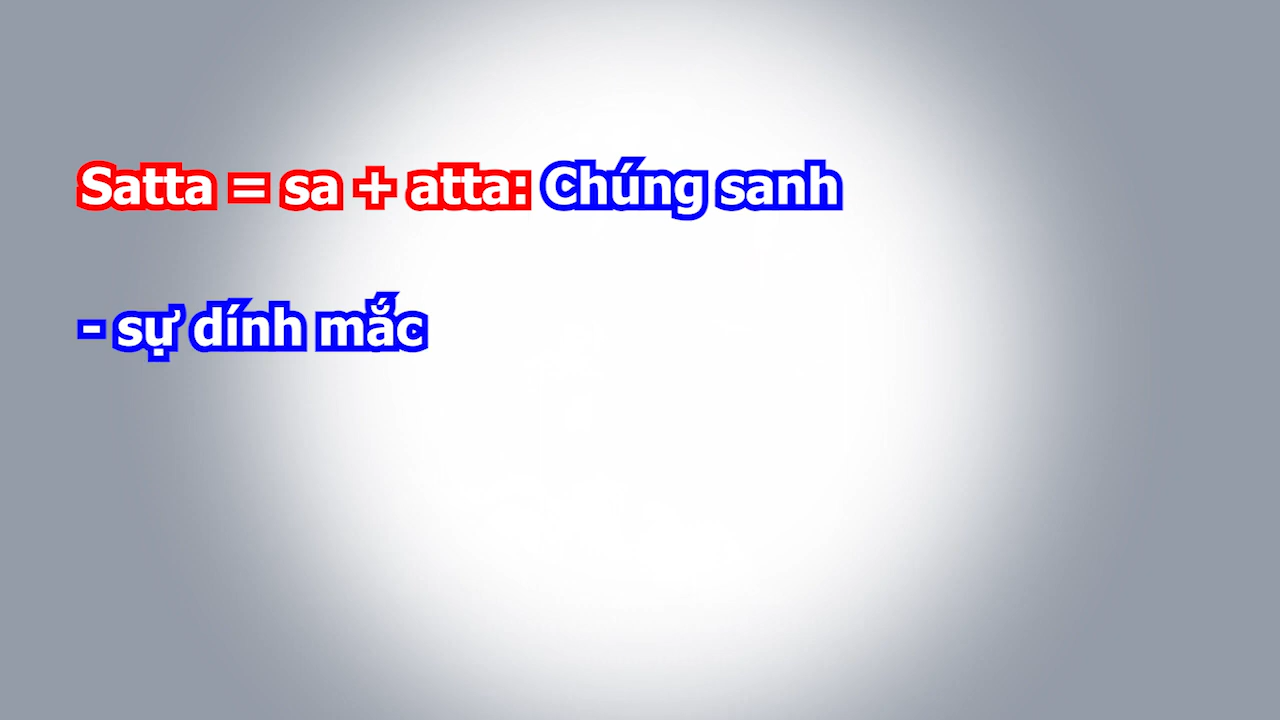 Satta = sa + atta: Chúng sanh
- sự dính mắc